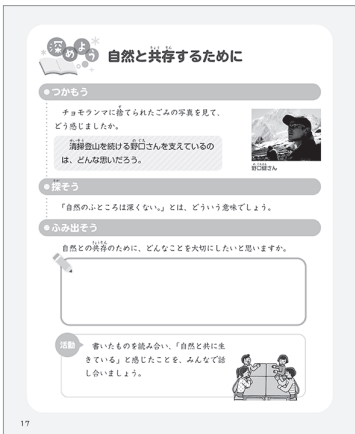 深めよう
自然と共存するために
つかもう
チョモランマに捨てられたごみの写真を見て、
どう感じましたか。
清掃登山を続ける野口さんを支えているの
は、どんな思いだろう。
野口健さん
探そう
「自然のふところは深くない。」とは、どういう意味でしょう。
ふみ出そう
自然との共存のために、どんなことを大切にしたいと思いますか。
活動
書いたものを読み合い、「自然と共に生
きている」と感じたことを、みんなで話
し合いましょう。
17